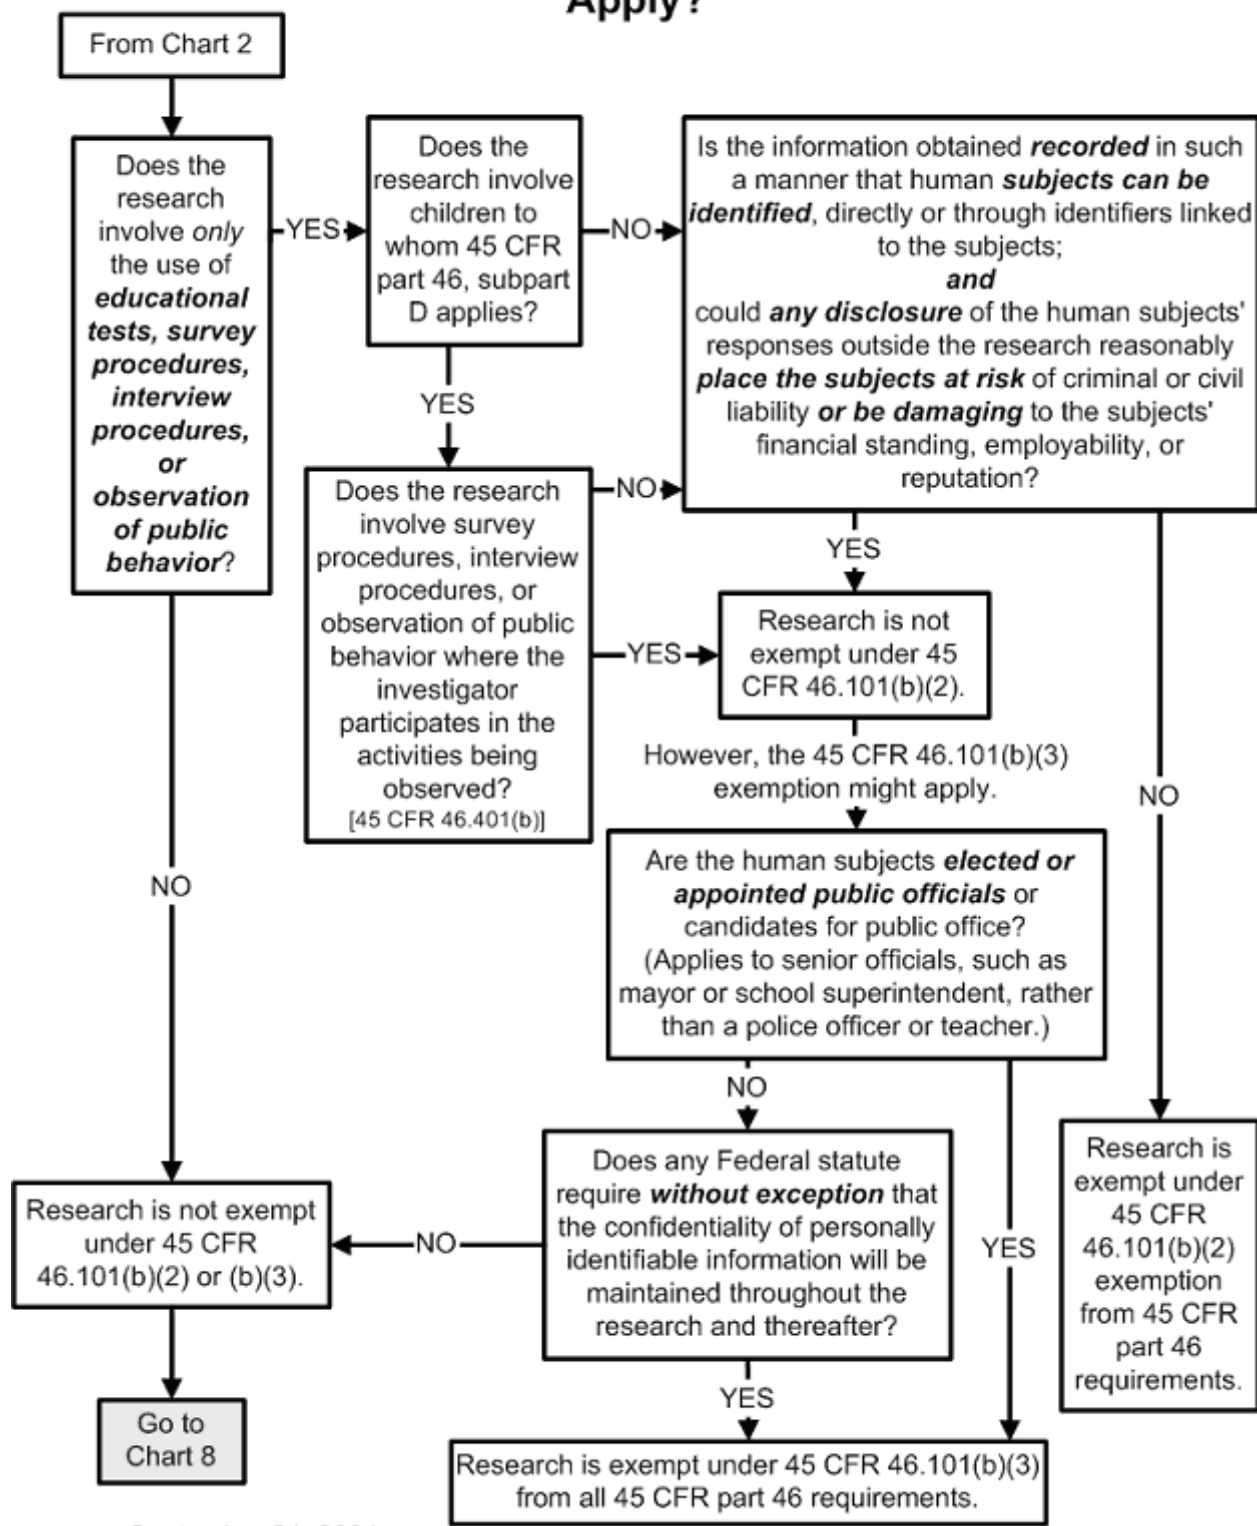 Apply?
From Chart 2
Does the
research
involve only
the use of
educational
tests, survey
procedures,
interview
procedures,
or
observation
of public
behavior?
YES
Does the
research involve
children to
whom 45 CFR
part 46, subpart
D applies?
NO
Is the information obtained recorded in such
a manner that human subjects can be
identified, directly or through identifiers linked
to the subjects;
and
could any disclosure of the human subjects'
responses outside the research reasonably
place the subjects at risk of criminal or civil
liability or be damaging to the subjects'
financial standing, employability, or
reputation?
YES
Does the research
involve survey
procedures, interview
procedures, or
observation of public
behavior where the
investigator
participates in the
activities being
observed?
[45 CFR 46.401(b)]
NO
YES
YES
Research is not
exempt under 45
CFR 46.101(b)(2).
However, the 45 CFR 46.101(b)(3)
exemption might apply.
NO
Are the human subjects elected or
appointed public officials or
candidates for public office?
(Applies to senior officials, such as
mayor or school superintendent, rather
than a police officer or teacher.)
NO
NO
YES
Does any Federal statute
require without exception that
the confidentiality of personally
identifiable information will be
maintained throughout the
research and thereafter?
NO
Research is not exempt
under 45 CFR
46.101(b)(2) or (b)(3).
Research is
exempt under
45 CFR
46.101(b)(2)
exemption
from 45 CFR
part 46
requirements.
YES
Go to
Chart 8
Research is exempt under 45 CFR 46.101(b)(3)
from all 45 CFR part 46 requirements.